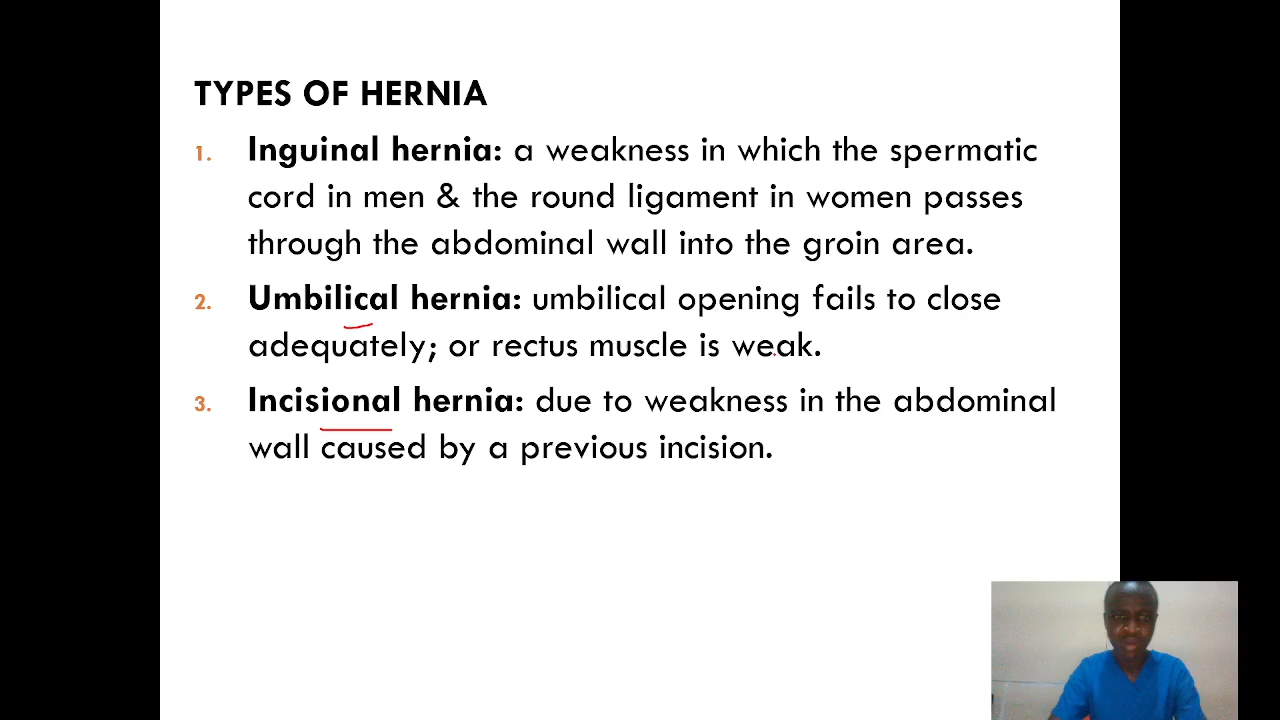 TYPES OF HERNIA
1. Inguinal hernia: a weakness in which the spermatic
cord in men & the round ligament in women passes
through the abdominal wall into the groin area.
2. Umbilical hernia: umbilical opening fails to close
adequately; or rectus muscle is weak.
3. Incisional hernia: due to weakness in the abdominal
wall caused by a previous incision.